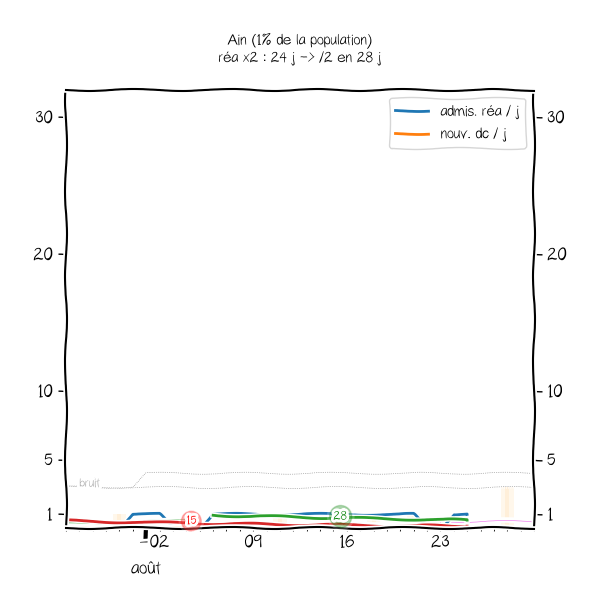 Ain (1% de la population)
réa x2 : 24 j -> /2 en 28 j
admis. réa / j
nouv. dc / j
30
30
20
20
10
10
5
5
bruit
1
15
28
1
02
09
16
23
août